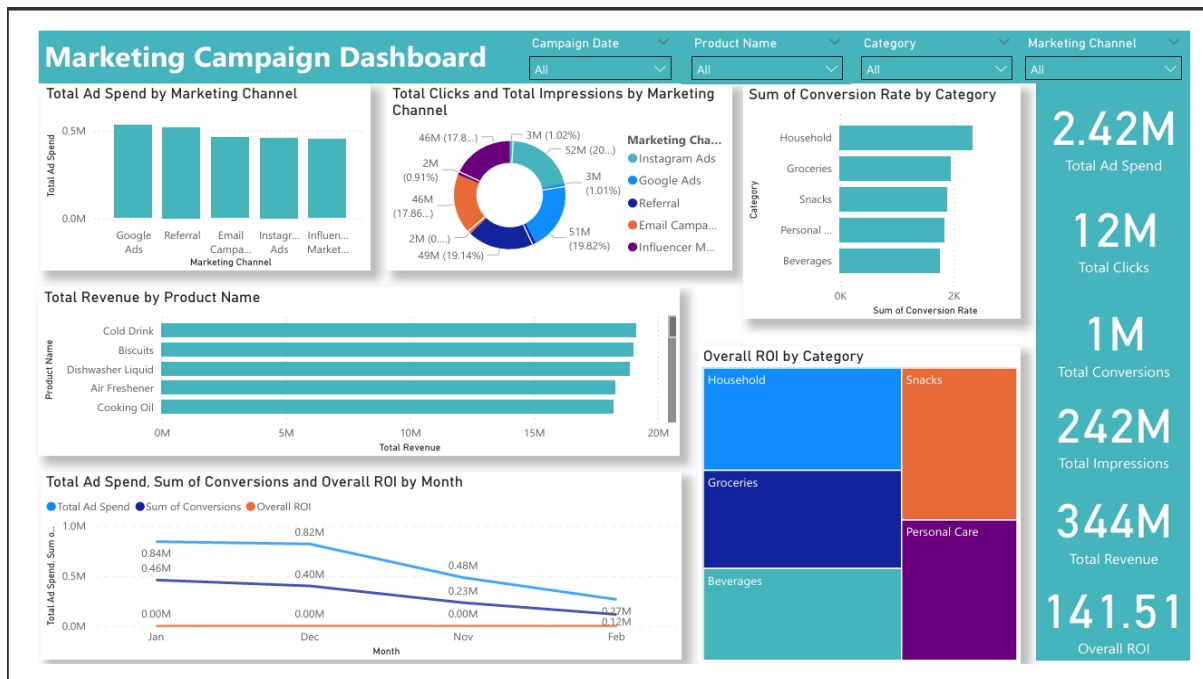 Marketing Campaign Dashboard
Campaign Date
All
Product Name
All
Category
All
Marketing Channel
All
Total Ad Spend by Marketing Channel
Total Ad Spend
0.5M
0.0M
Google
Ads
Referral
Email
Campa...
Instagr...
Ads
Influen...
Market...
Marketing Channel
Total Clicks and Total Impressions by Marketing
Channel
46M (17.8...
3M (1.02%)
52M (20...
2M
(0.91%)
3M
(1.01%)
46M
(17.86...
51M
(19.82%)
2M (0....)
49M (19.14%)
Marketing Cha...
Instagram Ads
Google Ads
Referral
Email Campa...
Influencer M...
Sum of Conversion Rate by Category
Category
Household
Groceries
Snacks
Personal ...
Beverages
0K
2K
Sum of Conversion Rate
2.42M
Total Ad Spend
12M
Total Clicks
1M
Total Conversions
242M
Total Impressions
344M
Total Revenue
141.51
Overall ROI
Total Revenue by Product Name
Product Name
Cold Drink
Biscuits
Dishwasher Liquid
Air Freshener
Cooking Oil
0M
5M
10M
15M
20M
Total Revenue
Overall ROI by Category
Household
Snacks
Groceries
Personal Care
Beverages
Total Ad Spend, Sum of Conversions and Overall ROI by Month
Total Ad Spend
Sum of Conversions
Overall ROI
Total Ad Spend, Sum o...
1.0M
0.5M
0.0M
0.84M
0.82M
0.48M
0.27M
0.46M
0.40M
0.23M
0.12M
0.00M
0.00M
0.00M
Jan
Dec
Nov
Feb
Month